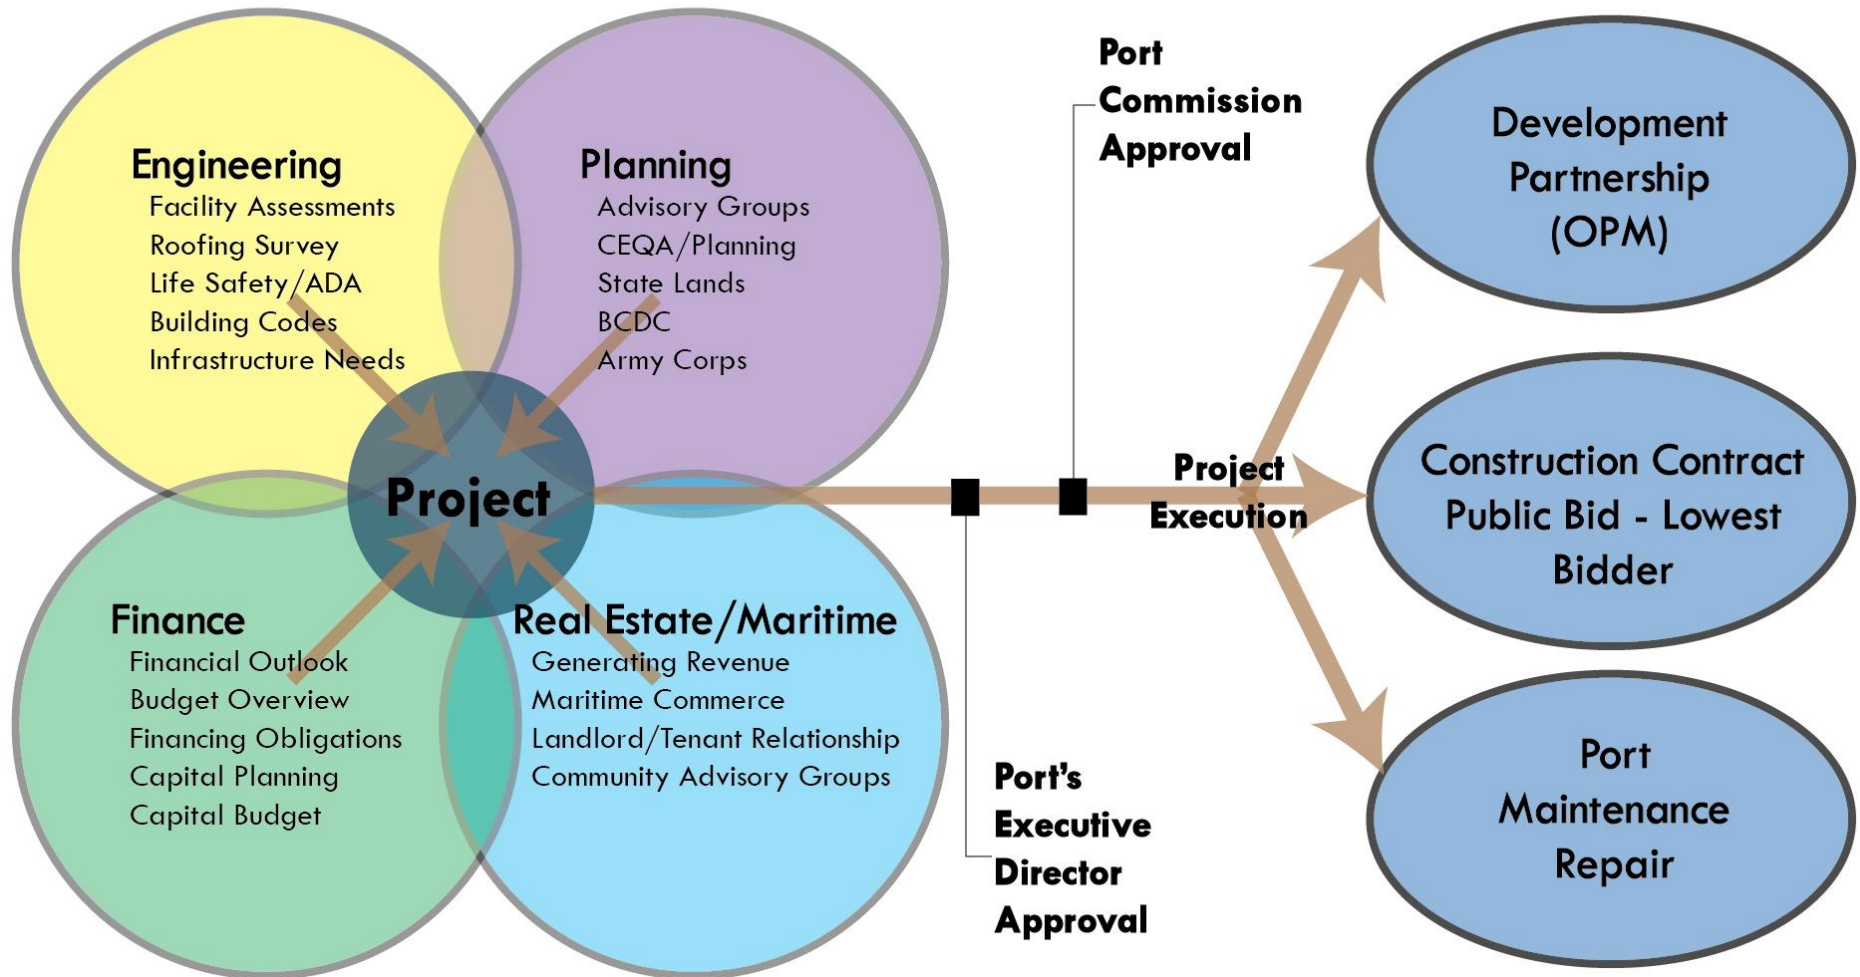 Engineering
Facility Assessments
Roofing Survey
Life Safety/ADA
Building Codes
Infrastructure Needs
Planning
Advisory Groups
CEQA/Planning
State Lands
BCDC
Army Corps
Project
Finance
Financial Outlook
Budget Overview
Financing Obligations
Capital Planning
Capital Budget
Real Estate/Maritime
Generating Revenue
Maritime Commerce
Landlord/Tenant Relationship
Community Advisory Groups
Port's
Executive
Director
Approval
Port
Commission
Approval
Project
Execution
Development
Partnership
(OPM)
Construction Contract
Public Bid - Lowest
Bidder
Port
Maintenance
Repair